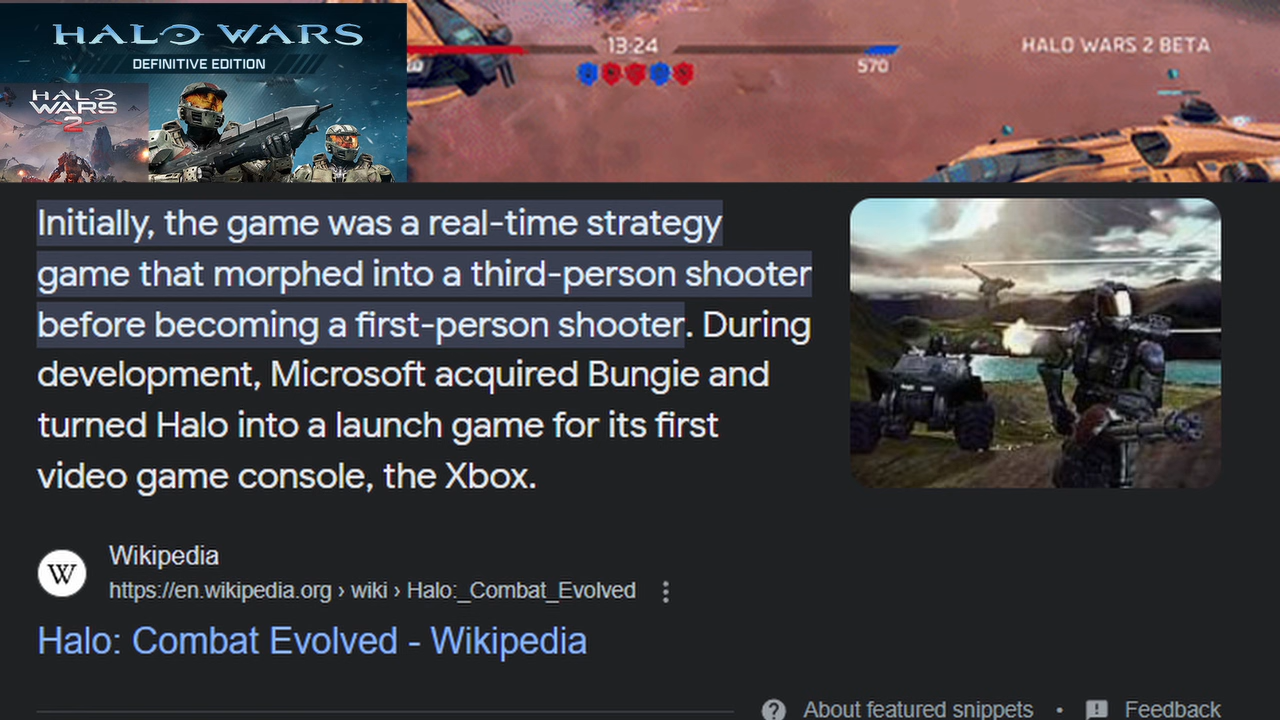 HALO WARS
DEFINITIVE EDITION
HALO
WARS
2
13:24
570
HALO WARS 2 BETA
Initially, the game was a real-time strategy
game that morphed into a third-person shooter
before becoming a first-person shooter. During
development, Microsoft acquired Bungie and
turned Halo into a launch game for its first
video game console, the Xbox.
W
Wikipedia
https://en.wikipedia.org › wiki › Halo:_Combat_Evolved
Halo: Combat Evolved - Wikipedia
About featured snippets • Feedback